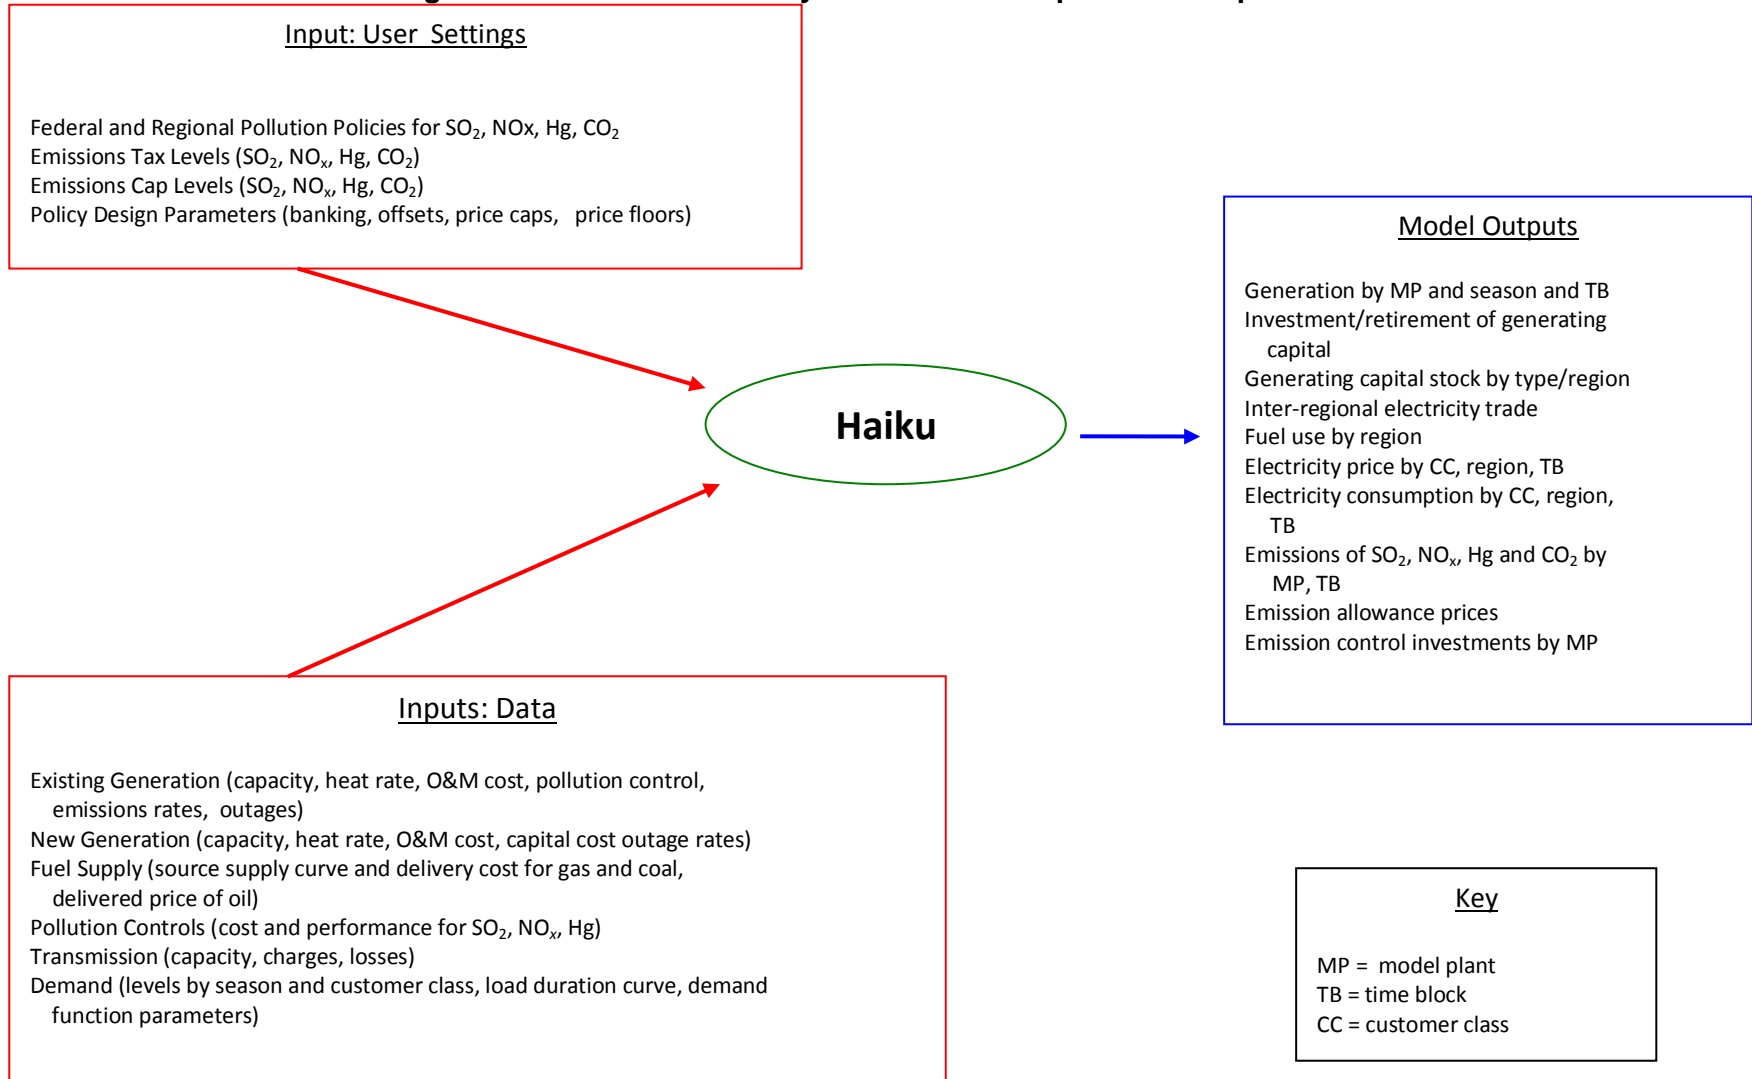 Input: User Settings
Federal and Regional Pollution Policies for SO₂, NOx, Hg, CO₂
Emissions Tax Levels (SO₂, NOₓ, Hg, CO₂)
Emissions Cap Levels (SO₂, NOₓ, Hg, CO₂)
Policy Design Parameters (banking, offsets, price caps, price floors)
Haiku
Model Outputs
Generation by MP and season and TB
Investment/retirement of generating
capital
Generating capital stock by type/region
Inter-regional electricity trade
Fuel use by region
Electricity price by CC, region, TB
Electricity consumption by CC, region,
TB
Emissions of SO₂, NOₓ, Hg and CO₂ by
MP, TB
Emission allowance prices
Emission control investments by MP
Inputs: Data
Existing Generation (capacity, heat rate, O&M cost, pollution control,
emissions rates, outages)
New Generation (capacity, heat rate, O&M cost, capital cost outage rates)
Fuel Supply (source supply curve and delivery cost for gas and coal,
delivered price of oil)
Pollution Controls (cost and performance for SO₂, NOₓ, Hg)
Transmission (capacity, charges, losses)
Demand (levels by season and customer class, load duration curve, demand
function parameters)
Key
MP = model plant
TB = time block
CC = customer class